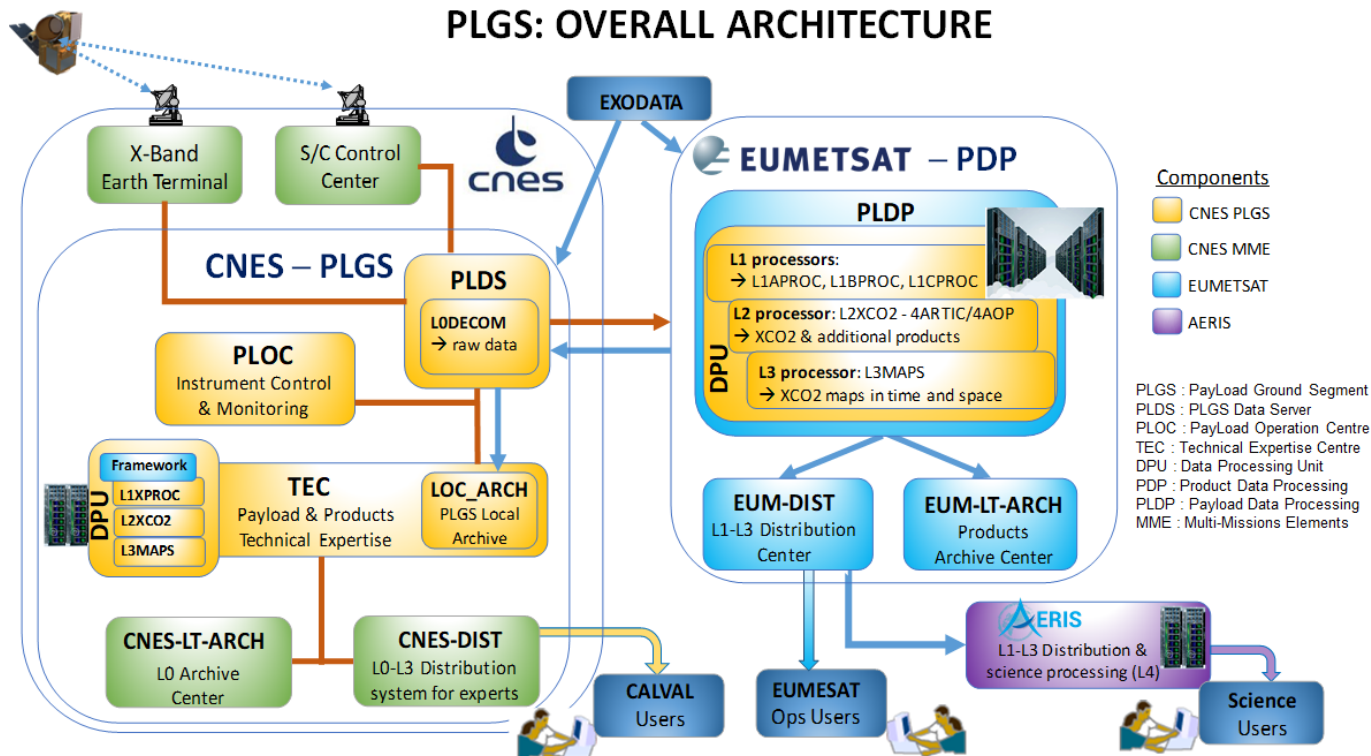 PLGS: OVERALL ARCHITECTURE
EXODATA
X-Band
Earth Terminal
S/C Control
Center
cnes
EUMETSAT – PDP
CNES – PLGS
PLDS
L0DECOM
→ raw data
PLOC
Instrument Control
& Monitoring
DPU
Framework
L1XPROC
L2XCO2
L3MAPS
TEC
Payload & Products
Technical Expertise
LOC_ARCH
PLGS Local
Archive
CNES-LT-ARCH
L0 Archive
Center
CNES-DIST
L0-L3 Distribution
system for experts
CALVAL
Users
PLDP
DPU
L1 processors:
→ L1APROC, L1BPROC, L1CPROC
L2 processor: L2XCO2 - 4ARTIC/4AOP
→ XCO2 & additional products
L3 processor: L3MAPS
→ XCO2 maps in time and space
EUM-DIST
L1-L3 Distribution
Center
EUM-LT-ARCH
Products
Archive Center
EUMESAT
Ops Users
AERIS
L1-L3 Distribution &
science processing (L4)
Science
Users
Components
CNES PLGS
CNES MME
EUMETSAT
AERIS
PLGS : PayLoad Ground Segment
PLDS : PLGS Data Server
PLOC : PayLoad Operation Centre
TEC : Technical Expertise Centre
DPU : Data Processing Unit
PDP : Product Data Processing
PLDP : Payload Data Processing
MME : Multi-Missions Elements